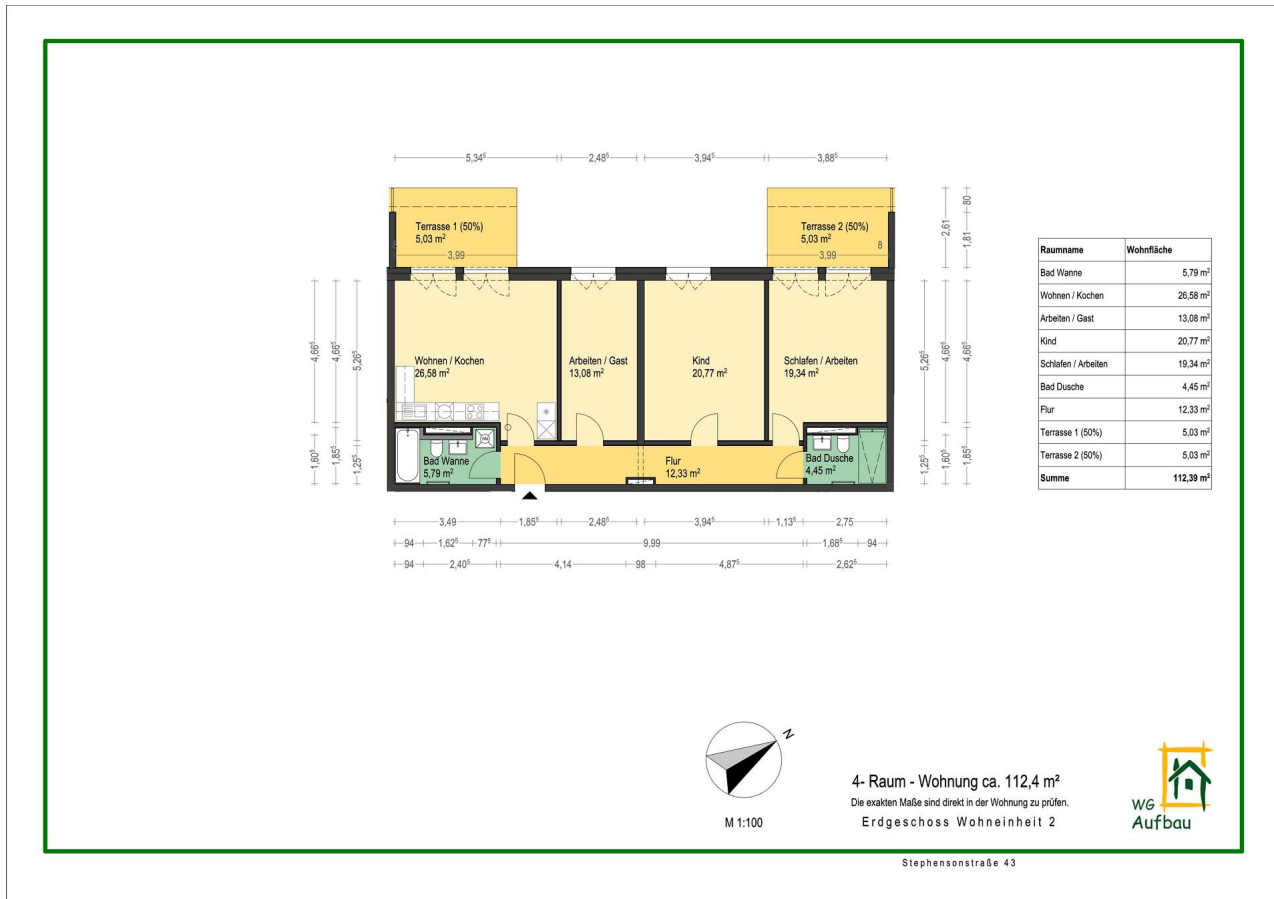 5,34⁵ 2,48⁵ 3,94⁵ 3,88⁵
Terrasse 1 (50%)
5,03 m²
3,99
Terrasse 2 (50%)
5,03 m²
3,99
8
2,61
1,81
80
4,66⁵
4,66⁵
5,26⁵
5,26⁵
4,66⁵
4,66⁵
Wohnen / Kochen
26,58 m²
Arbeiten / Gast
13,08 m²
Kind
20,77 m²
Schlafen / Arbeiten
19,34 m²
1,60⁵
1,85⁵
1,25⁵
Bad Wanne
5,79 m²
WM
Flur
12,33 m²
Bad Dusche
4,45 m²
1,25⁵
1,60⁵
1,85⁵
3,49 1,85⁵ 2,48⁵ 3,94⁵ 1,13⁵ 2,75
94 1,62⁵ 77⁵ 9,99 1,68⁵ 94
94 2,40⁵ 4,14 98 4,87⁵ 2,62⁵
Raumname Wohnfläche
Bad Wanne 5,79 m²
Wohnen / Kochen 26,58 m²
Arbeiten / Gast 13,08 m²
Kind 20,77 m²
Schlafen / Arbeiten 19,34 m²
Bad Dusche 4,45 m²
Flur 12,33 m²
Terrasse 1 (50%) 5,03 m²
Terrasse 2 (50%) 5,03 m²
Summe 112,39 m²
N
M 1:100
4- Raum - Wohnung ca. 112,4 m²
Die exakten Maße sind direkt in der Wohnung zu prüfen.
Erdgeschoss Wohneinheit 2
WG
Aufbau
Stephensonstraße 43